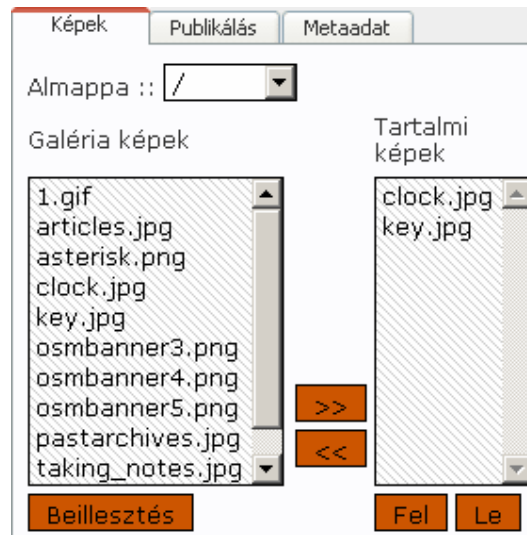 Képek Publikálás Metaadat
Almappa :: /
Galéria képek
Tartalmi
képek
1.gif
articles.jpg
asterisk.png
clock.jpg
key.jpg
osmbanner3.png
osmbanner4.png
osmbanner5.png
pastarchives.jpg
taking_notes.jpg
>>
<<
clock.jpg
key.jpg
Beillesztés
Fel Le